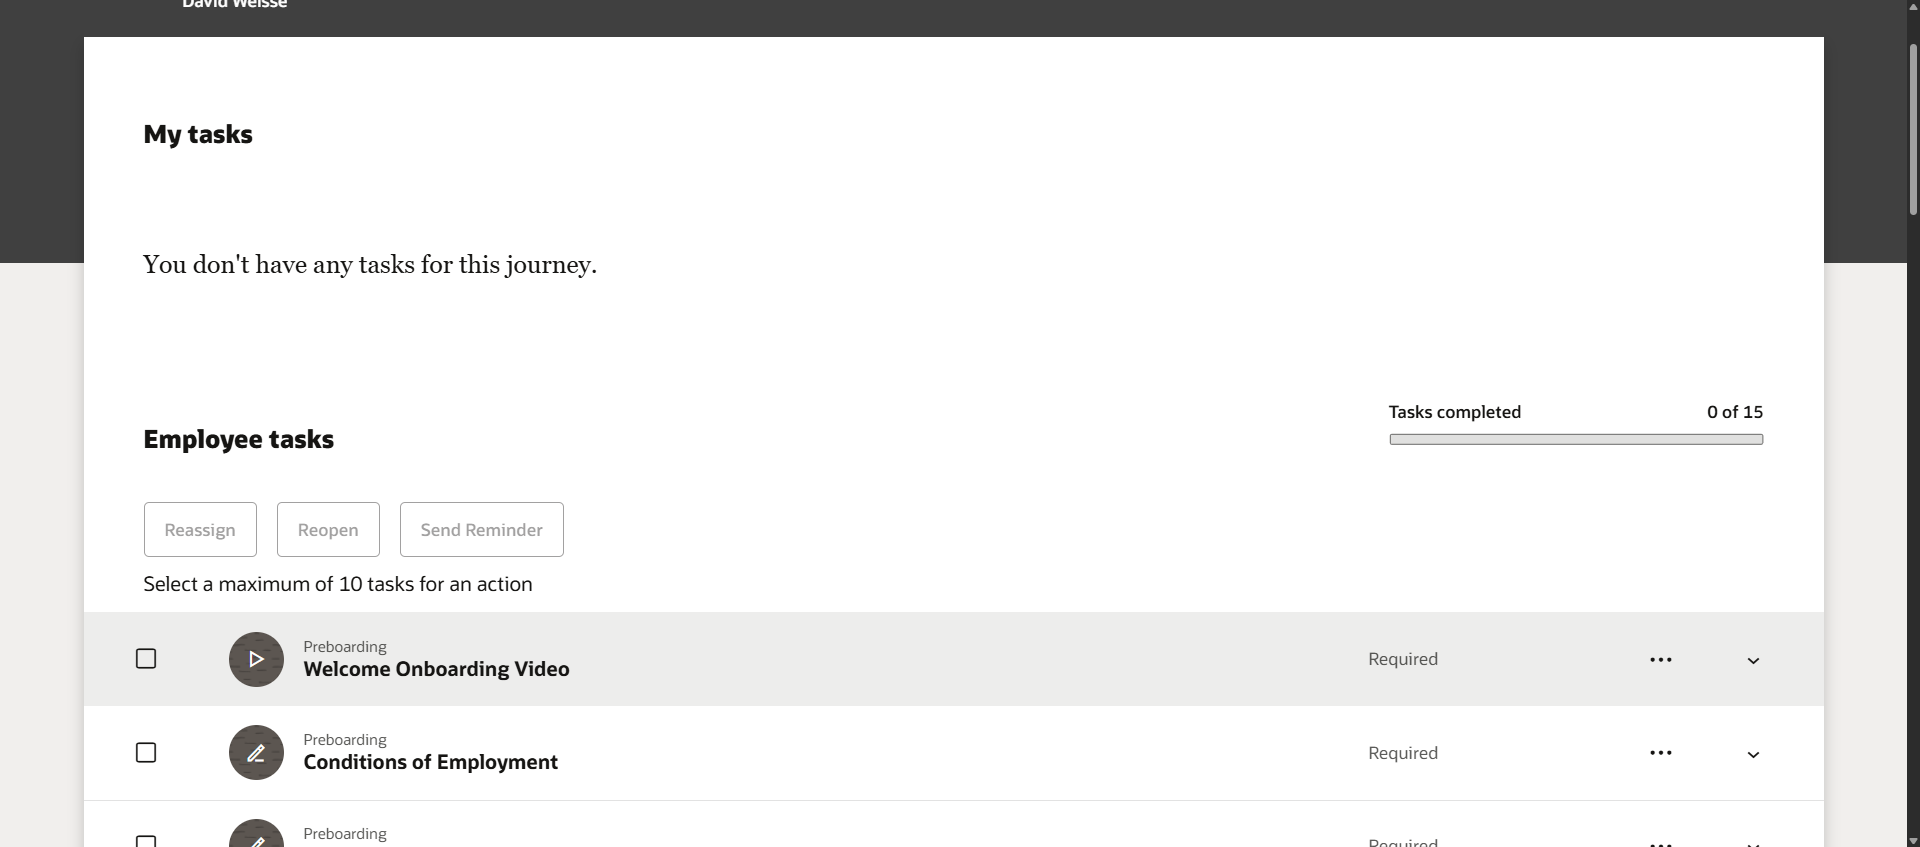 David Weisse
My tasks
You don't have any tasks for this journey.
Tasks completed 0 of 15
Employee tasks
Reassign Reopen Send Reminder
Select a maximum of 10 tasks for an action
Preboarding
Welcome Onboarding Video
Required
Preboarding
Conditions of Employment
Required
Preboarding
Required